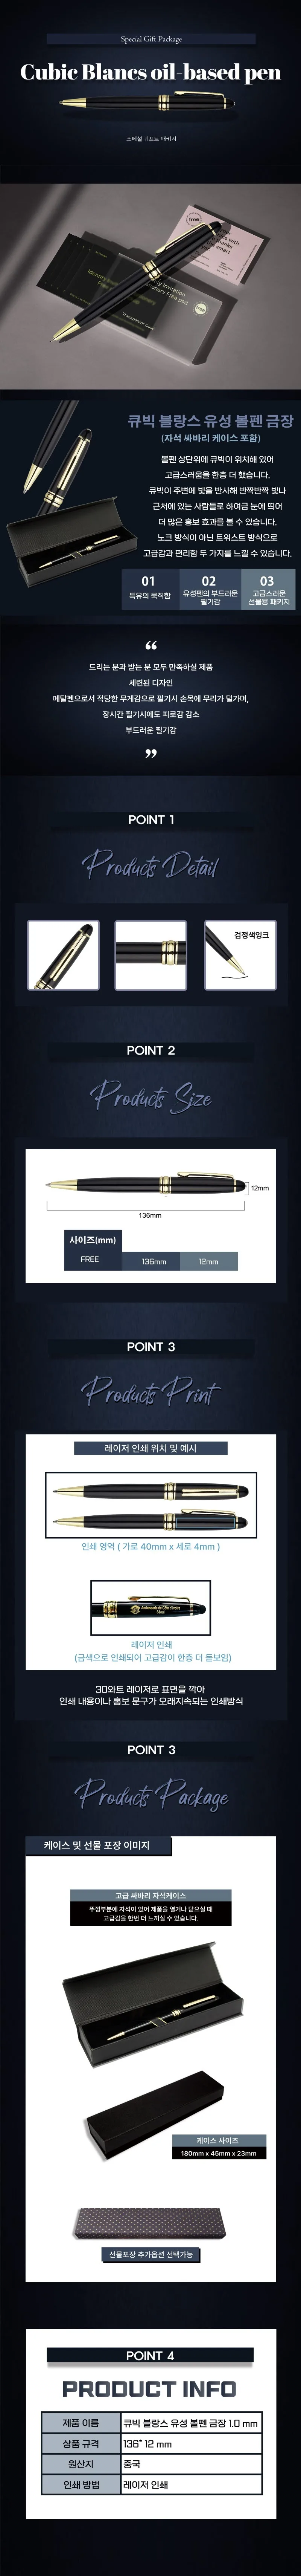 Special Gift Package
Cubic Blancs oil-based pen
스페셜 기프트 패키지
free
Transparent Card
큐빅 블랑스 유성 볼펜 금장
(자석 싸바리 케이스 포함)
볼펜 상단위에 큐빅이 위치해 있어
고급스러움을 한층 더 했습니다.
큐빅이 주변에 빛을 반사해 반짝반짝 빛나
근처에 있는 사람들로 하여금 눈에 띄어
더 많은 홍보 효과를 볼 수 있습니다.
노크 방식이 아닌 트위스트 방식으로
고급감과 편리함 두 가지를 느낄 수 있습니다.
01
특유의 묵직함
02
유성펜의 부드러운
필기감
03
고급스러운
선물용 패키지
“
드리는 분과 받는 분 모두 만족하실 제품
세련된 디자인
메탈펜으로서 적당한 무게감으로 필기시 손목에 무리가 덜가며,
장시간 필기시에도 피로감 감소
부드러운 필기감
”
POINT 1
Products Detail
검정색잉크
POINT 2
Products Size
12mm
136mm
사이즈(mm)
FREE 136mm 12mm
POINT 3
Products Print
레이저 인쇄 위치 및 예시
인쇄 영역 ( 가로 40mm x 세로 4mm )
레이저 인쇄
(금색으로 인쇄되어 고급감이 한층 더 돋보임)
30와트 레이저로 표면을 깍아
인쇄 내용이나 홍보 문구가 오래지속되는 인쇄방식
POINT 3
Products Package
케이스 및 선물 포장 이미지
고급 싸바리 자석케이스
뚜껑부분에 자석이 있어 제품을 열거나 닫으실 때
고급감을 한번 더 느끼실 수 있습니다.
케이스 사이즈
180mm x 45mm x 23mm
선물포장 추가옵션 선택가능
POINT 4
PRODUCT INFO
제품 이름 큐빅 블랑스 유성 볼펜 금장 1.0 mm
상품 규격 136* 12 mm
원산지 중국
인쇄 방법 레이저 인쇄